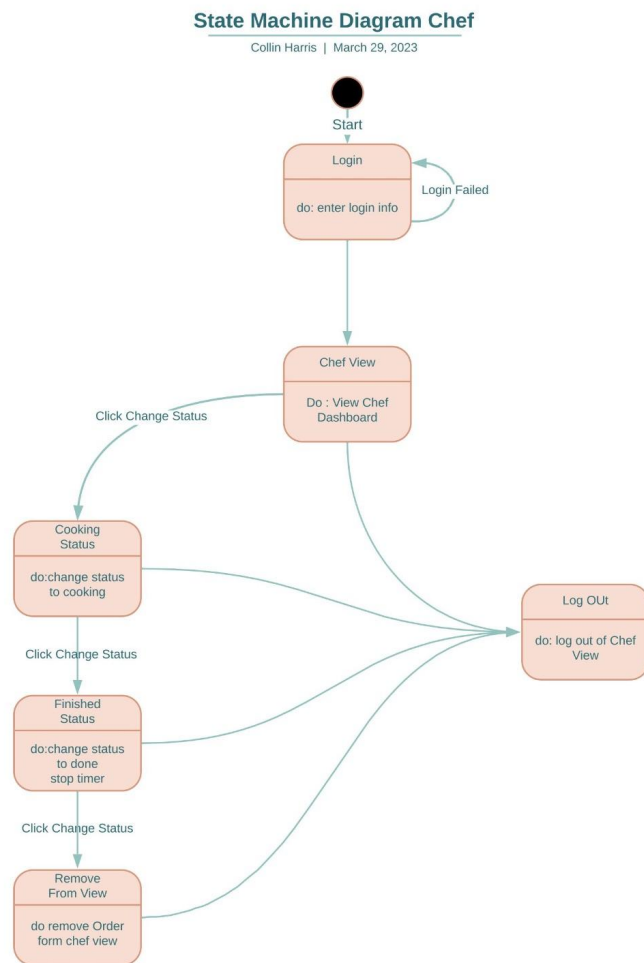 State Machine Diagram Chef
Collin Harris | March 29, 2023
Start
Login
do: enter login info
Login Failed
Chef View
Do : View Chef
Dashboard
Click Change Status
Cooking
Status
do:change status
to cooking
Log OUt
do: log out of Chef
View
Click Change Status
Finished
Status
do:change status
to done
stop timer
Click Change Status
Remove
From View
do remove Order
form chef view